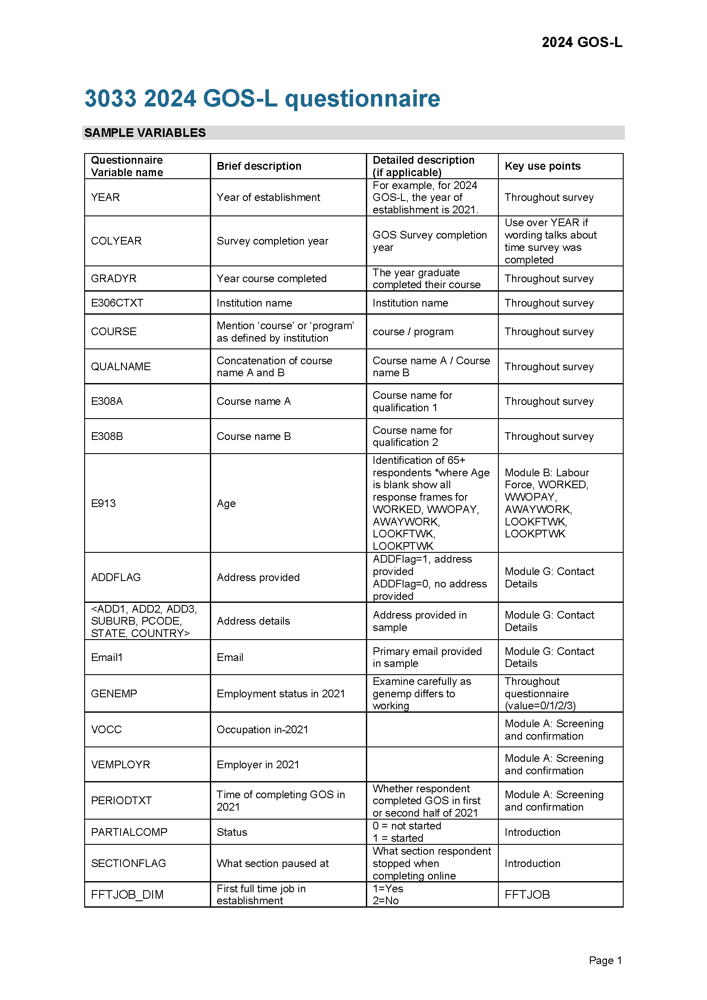 2024 GOS-L
3033 2024 GOS-L questionnaire
SAMPLE VARIABLES
Questionnaire
Variable name
Brief description
Detailed description
(if applicable)
Key use points
YEAR
Year of establishment
For example, for 2024
GOS-L, the year of
establishment is 2021.
Throughout survey
COLYEAR
Survey completion year
GOS Survey completion
year
Use over YEAR if
wording talks about
time survey was
completed
GRADYR
Year course completed
The year graduate
completed their course
Throughout survey
E306CTXT
Institution name
Institution name
Throughout survey
COURSE
Mention ‘course’ or ‘program’
as defined by institution
course / program
Throughout survey
QUALNAME
Concatenation of course
name A and B
Course name A / Course
name B
Throughout survey
E308A
Course name A
Course name for
qualification 1
Throughout survey
E308B
Course name B
Course name for
qualification 2
Throughout survey
E913
Age
Identification of 65+
respondents *where Age
is blank show all
response frames for
WORKED, WWOPAY,
AWAYWORK,
LOOKFTWK,
LOOKPTWK
Module B: Labour
Force, WORKED,
WWOPAY,
AWAYWORK,
LOOKFTWK,
LOOKPTWK
ADDFLAG
Address provided
ADDFlag=1, address
provided
ADDFlag=0, no address
provided
Module G: Contact
Details
<ADD1, ADD2, ADD3,
SUBURB, PCODE,
STATE, COUNTRY>
Address details
Address provided in
sample
Module G: Contact
Details
Email1
Email
Primary email provided
in sample
Module G: Contact
Details
GENEMP
Employment status in 2021
Examine carefully as
genemp differs to
working
Throughout
questionnaire
(value=0/1/2/3)
VOCC
Occupation in-2021
Module A: Screening
and confirmation
VEMPLOYR
Employer in 2021
Module A: Screening
and confirmation
PERIODTXT
Time of completing GOS in
2021
Whether respondent
completed GOS in first
or second half of 2021
Module A: Screening
and confirmation
PARTIALCOMP
Status
0 = not started
1 = started
Introduction
SECTIONFLAG
What section paused at
What section respondent
stopped when
completing online
Introduction
FFTJOB_DIM
First full time job in
establishment
1=Yes
2=No
FFTJOB
Page 1